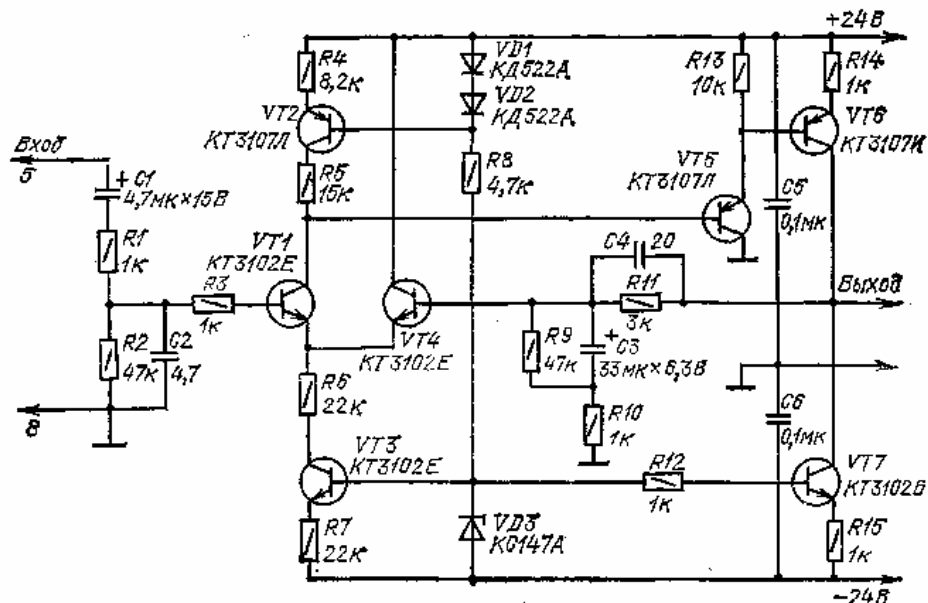 +24В
R4
8,2к
VD1
КД522А
VD2
КД522А
R13
10к
R14
1к
VT2
КТ3107Л
VT6
КТ3107И
Вход
Б
+ C1
4,7мк×15В
R5
15к
R8
4,7к
VT5
КТ3107Л
C5
0,1мк
R1
1к
VT1
КТ3102Е
R3
1к
C4
20
R11
3к
Выход
R2
47к
C2
4,7
VT4
КТ3102Е
R9
47к
+
C3
33мк×6,3В
R6
22к
R10
1к
C6
0,1мк
в
VT3
КТ3102Е
R12
1к
VT7
КТ3102В
R7
22к
VD3
КС147А
R15
1к
-24В